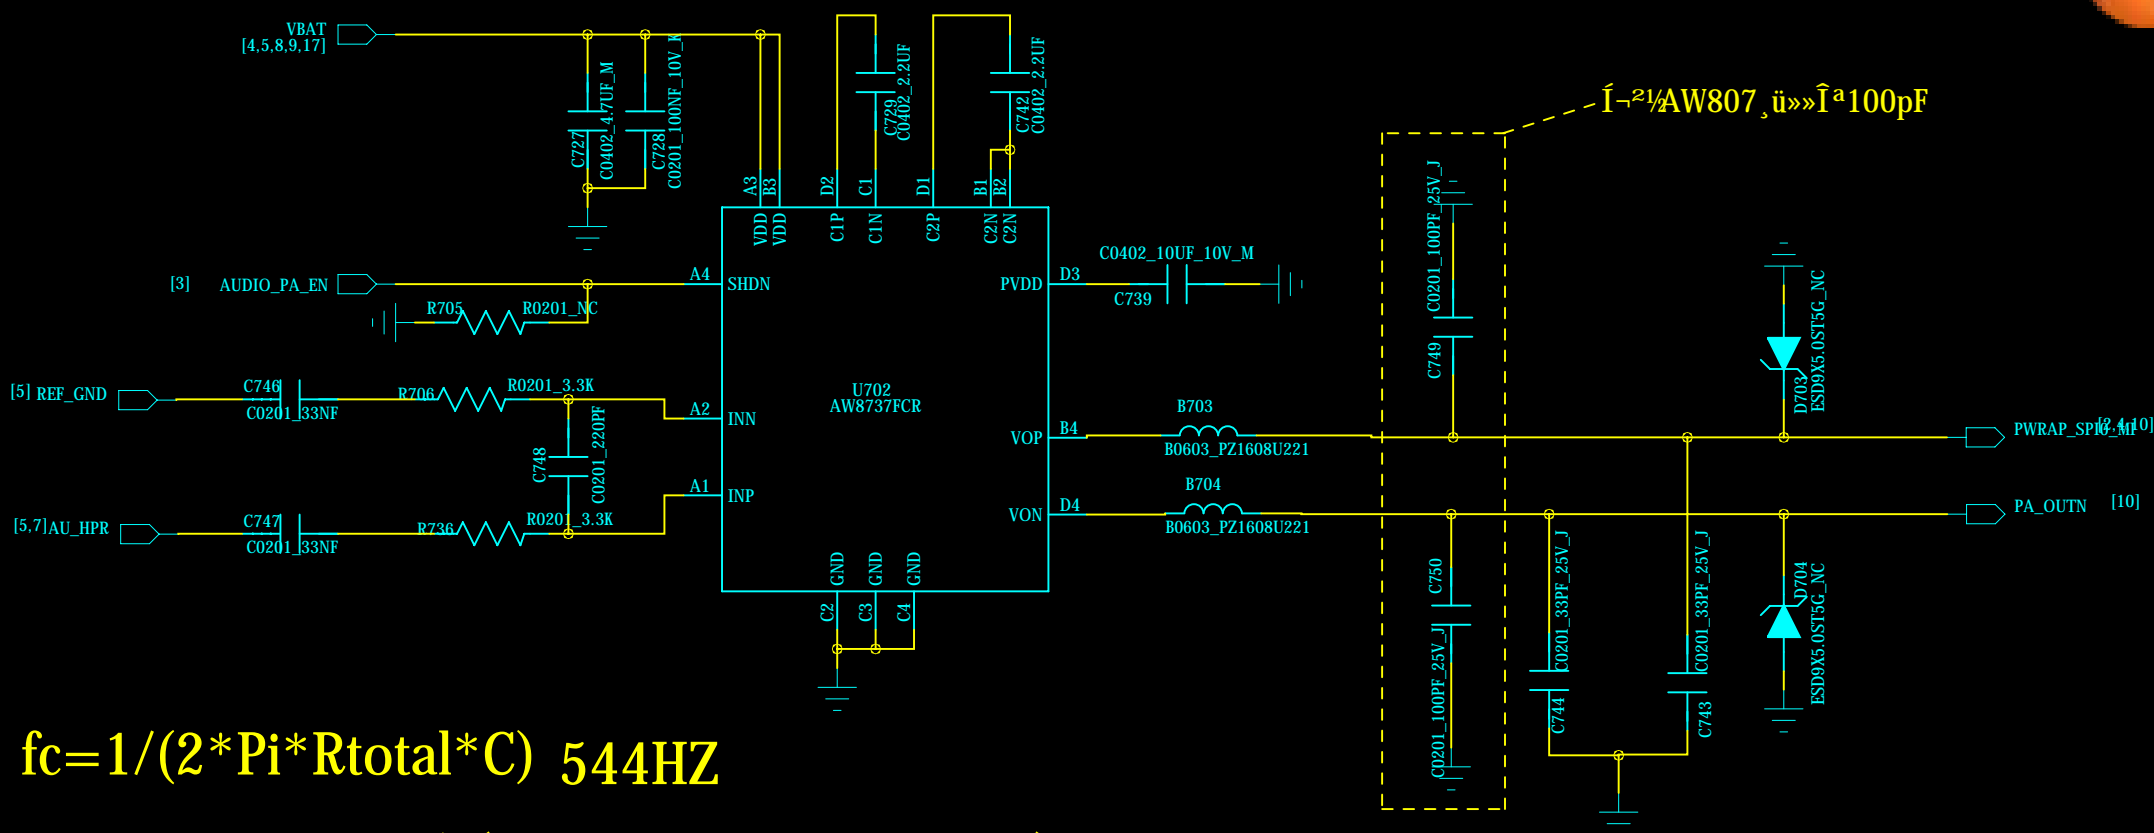 VBAT
[4,5,8,9,17]
C727
C0402_4.7UF_M
C728
C0201_100NF_10V_K
C729
C0402_2.2UF
C742
C0402_2.2UF
Í¬²½AW807¸ü»»Îª100pF
A3
B3
D2
C1
D1
B1
B2
VDD
VDD
C1P
C1N
C2P
C2N
C2N
[3] AUDIO_PA_EN
A4
SHDN
R705
R0201_NC
PVDD
D3
C0402_10UF_10V_M
C739
C0201_100PF_25V_J
C749
D703
ESD9X5.0ST5G_NC
[5] REF_GND
C746
C0201_33NF
R706
R0201_3.3K
A2
INN
U702
AW8737FCR
C748
C0201_220PF
VOP
B4
B703
B0603_PZ1608U221
[2,4,10]
[5,7] AU_HPR
C747
C0201_33NF
R736
R0201_3.3K
A1
INP
VON
D4
B704
B0603_PZ1608U221
PA_OUTN [10]
GND
GND
GND
C2
C3
C4
C750
C0201_100PF_25V_J
C0201_33PF_25V_J
C744
C0201_33PF_25V_J
C743
D704
ESD9X5.0ST5G_NC
fc=1/(2*Pi*Rtotal*C) 544HZ